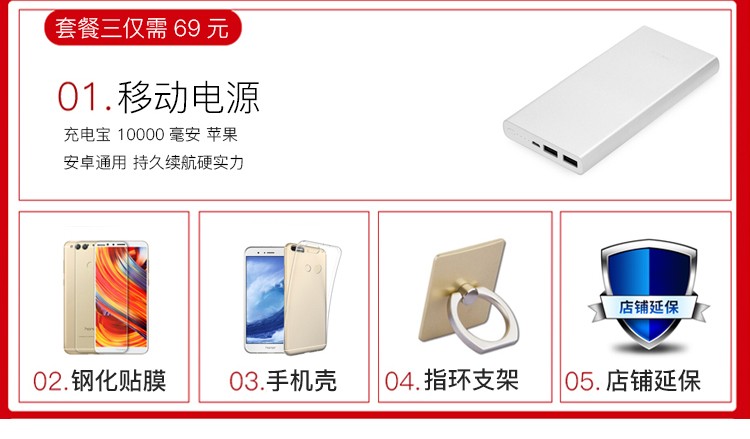 套餐三仅需 69 元
01.移动电源
充电宝 10000 毫安 苹果
安卓通用 持久续航硬实力
店铺延保
02.钢化贴膜
03.手机壳
04.指环支架
05.店铺延保